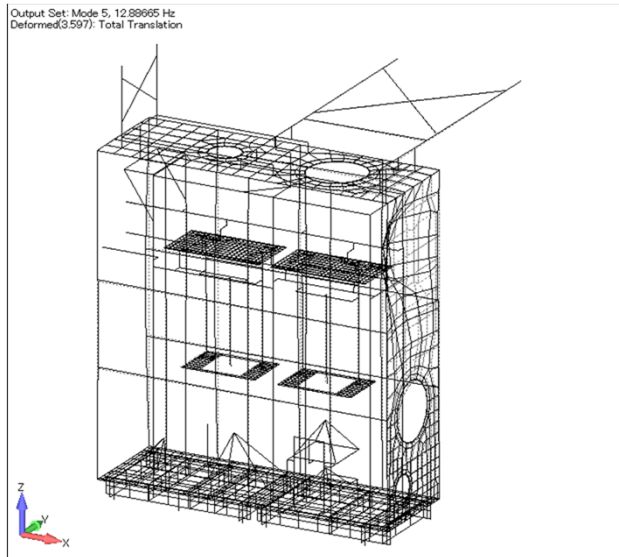 Output Set: Mode 5, 12.88665 Hz
Deformed(3.597): Total Translation
Z
Y
X